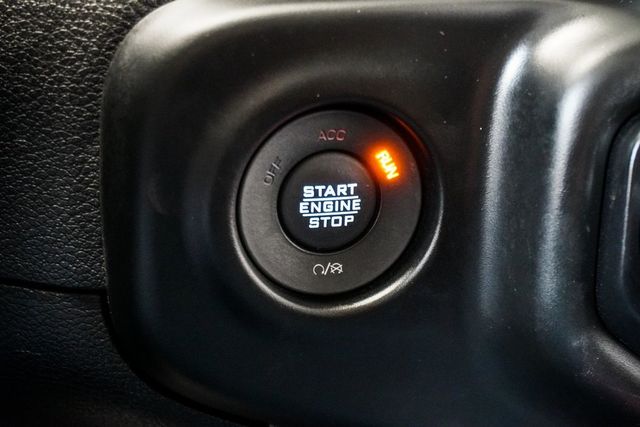 ACC
OFF
RUN
START
ENGINE
STOP